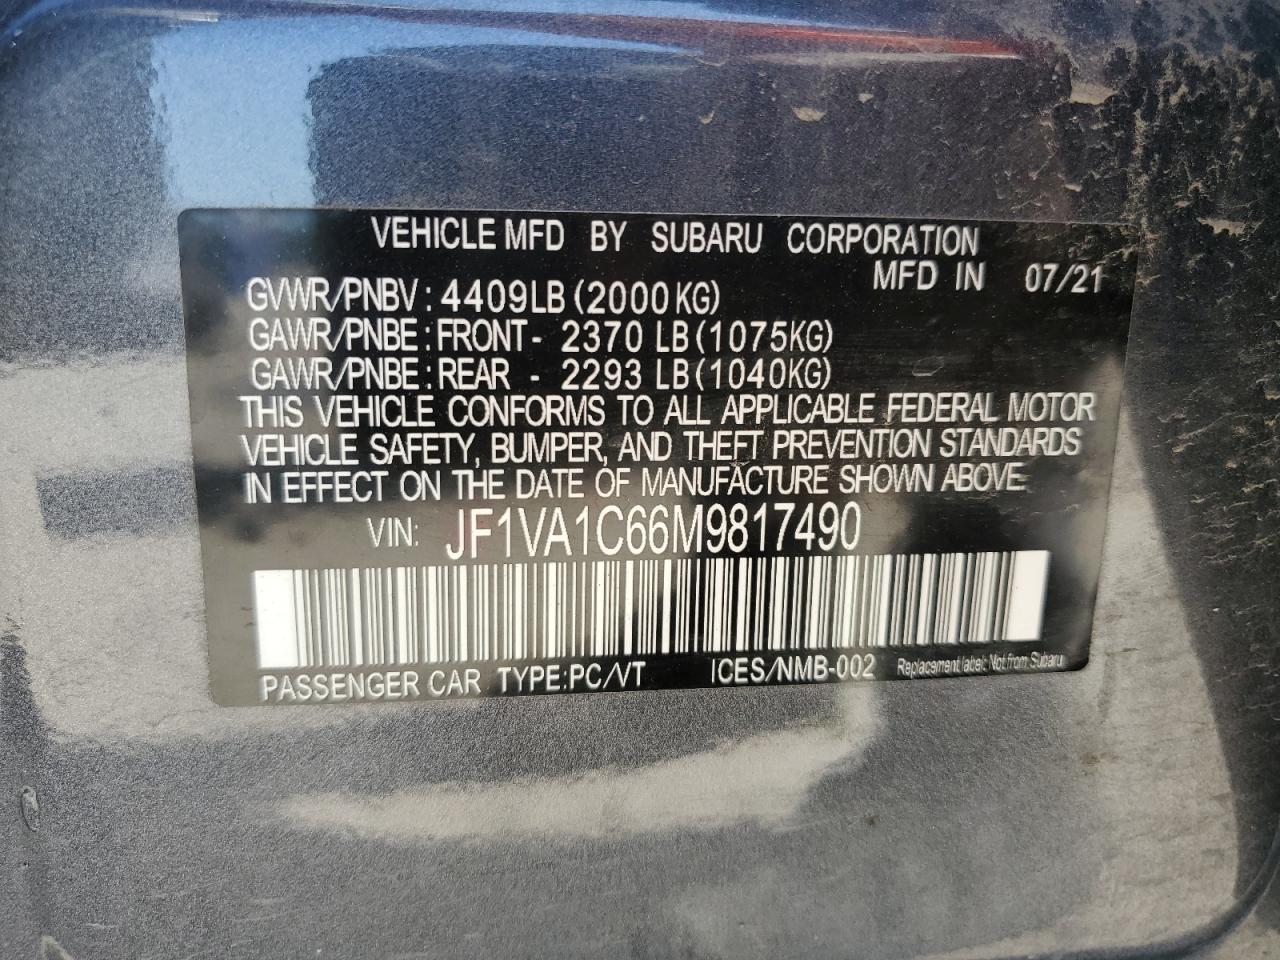 VEHICLE MFD BY SUBARU CORPORATION
MFD IN 07/21
GVWR/PNBV: 4409LB (2000KG)
GAWR/PNBE: FRONT- 2370 LB (1075KG)
GAWR/PNBE: REAR - 2293 LB (1040KG)
THIS VEHICLE CONFORMS TO ALL APPLICABLE FEDERAL MOTOR
VEHICLE SAFETY, BUMPER, AND THEFT PREVENTION STANDARDS
IN EFFECT ON THE DATE OF MANUFACTURE SHOWN ABOVE.
VIN: JF1VA1C66M9817490
PASSENGER CAR TYPE:PC/VT ICES/NMB-002 Replacement label: Not from Subaru